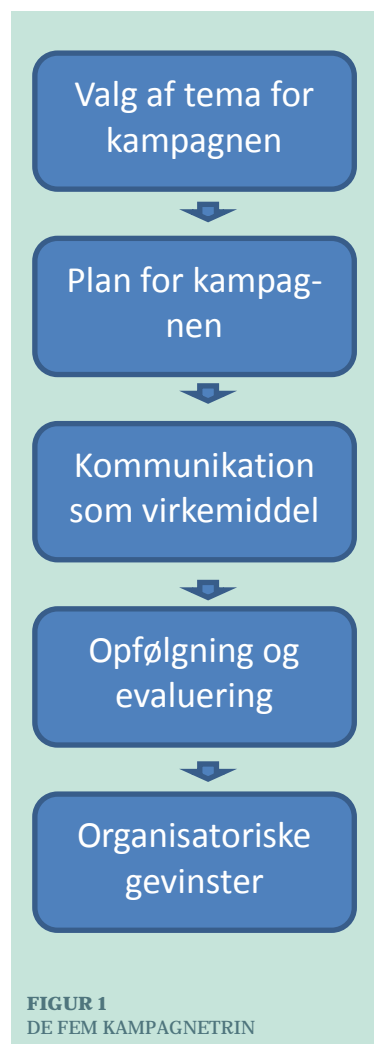 Valg af tema for
kampagnen
Plan for kampag-
nen
Kommunikation
som virkemiddel
Opfølgning og
evaluering
Organisatoriske
gevinster
FIGUR 1
DE FEM KAMPAGNETRIN